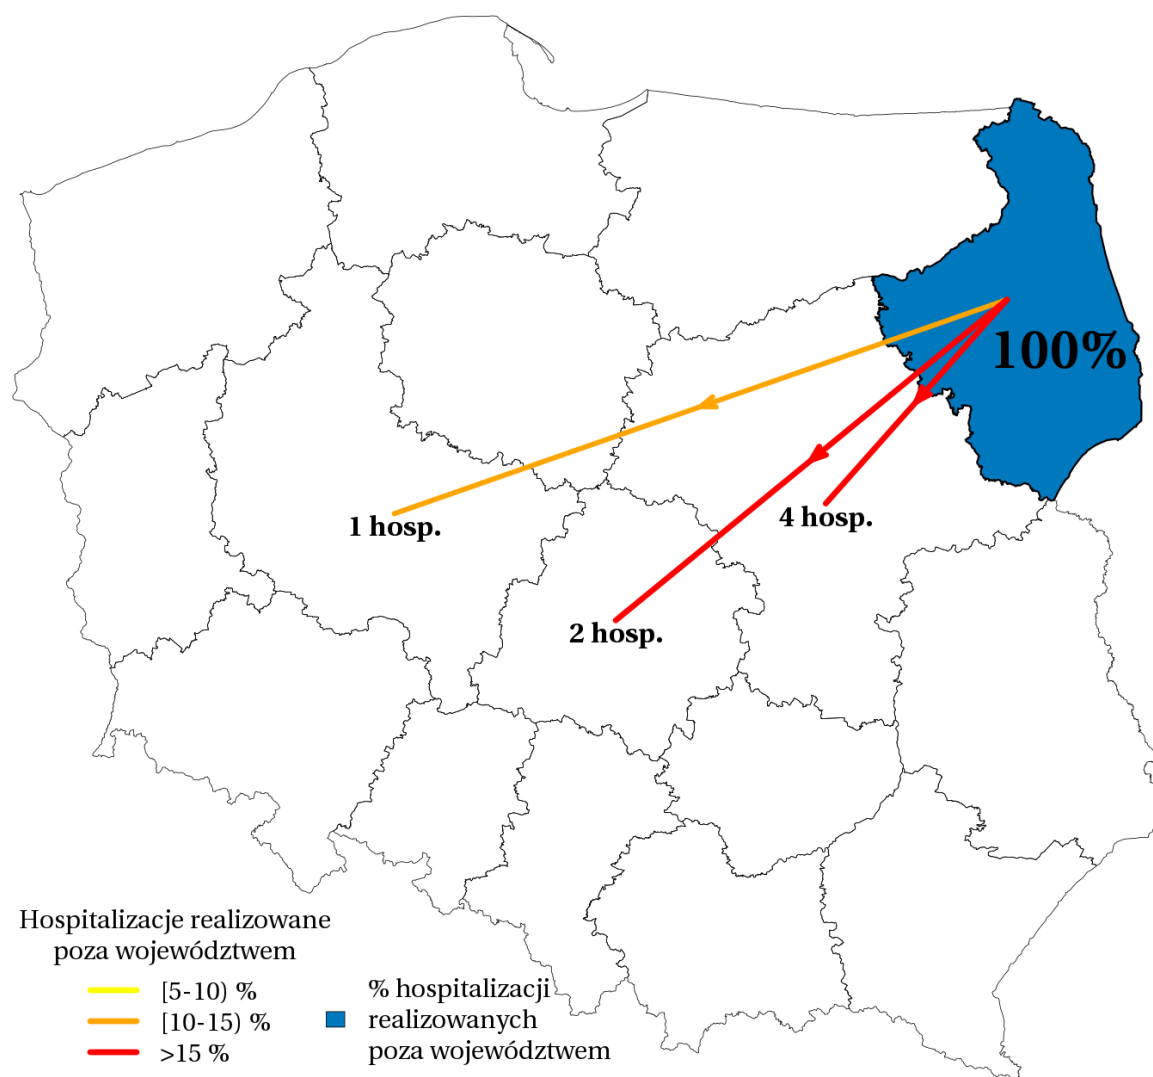 100%
4 hosp.
1 hosp.
2 hosp.
Hospitalizacje realizowane
poza województwem
[5-10) %
[10-15) %
>15 %
% hospitalizacji
realizowanych
poza województwem